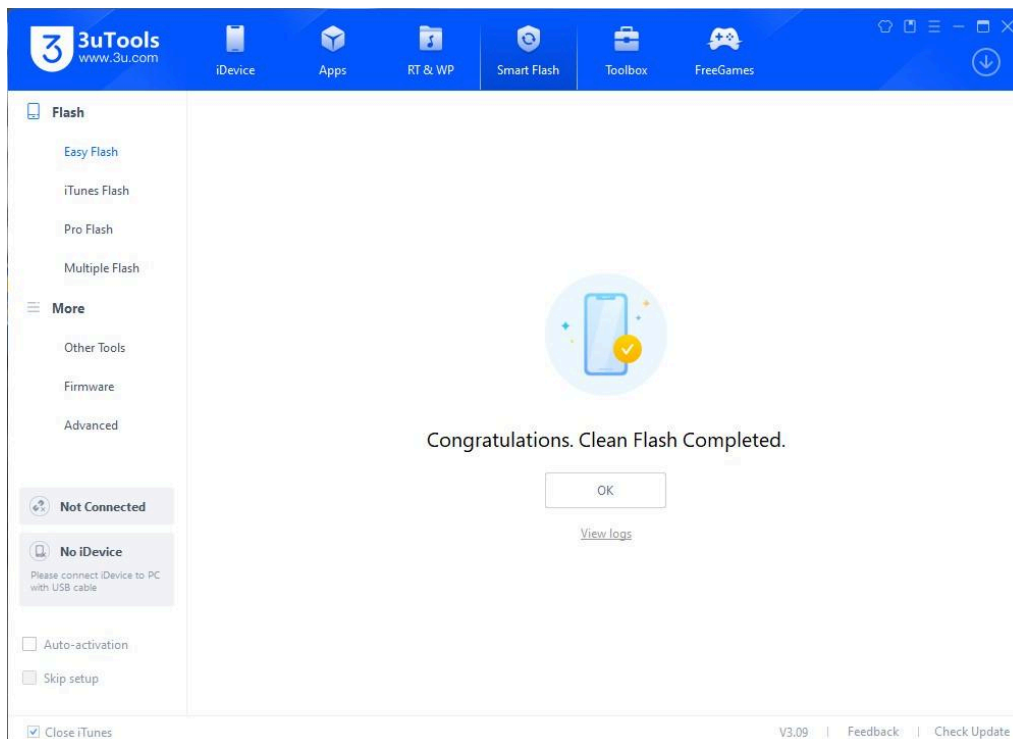 3uTools
www.3u.com
iDevice
Apps
RT & WP
Smart Flash
Toolbox
FreeGames
Flash
Easy Flash
iTunes Flash
Pro Flash
Multiple Flash
More
Other Tools
Firmware
Advanced
Congratulations. Clean Flash Completed.
OK
View logs
Not Connected
No iDevice
Please connect iDevice to PC
with USB cable
Auto-activation
Skip setup
Close iTunes
V3.09 | Feedback | Check Update